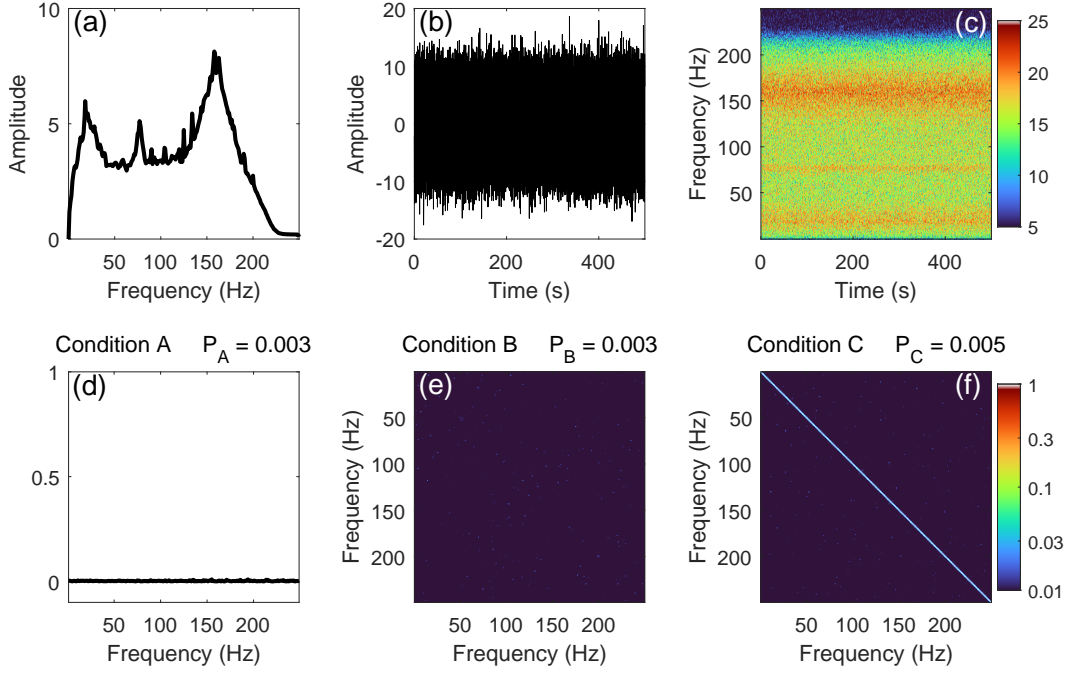 (a)
10
5
0
Amplitude
50 100 150 200
Frequency (Hz)
(b)
20
10
0
-10
-20
Amplitude
0 200 400
Time (s)
(c)
200
150
100
50
Frequency (Hz)
0 200 400
Time (s)
25
20
15
10
5
Condition A P_A = 0.003
(d)
1
0.5
0
50 100 150 200
Frequency (Hz)
Condition B P_B = 0.003
(e)
50
100
150
200
Frequency (Hz)
50 100 150 200
Frequency (Hz)
Condition C P_C = 0.005
(f)
50
100
150
200
Frequency (Hz)
50 100 150 200
Frequency (Hz)
1
0.3
0.1
0.03
0.01